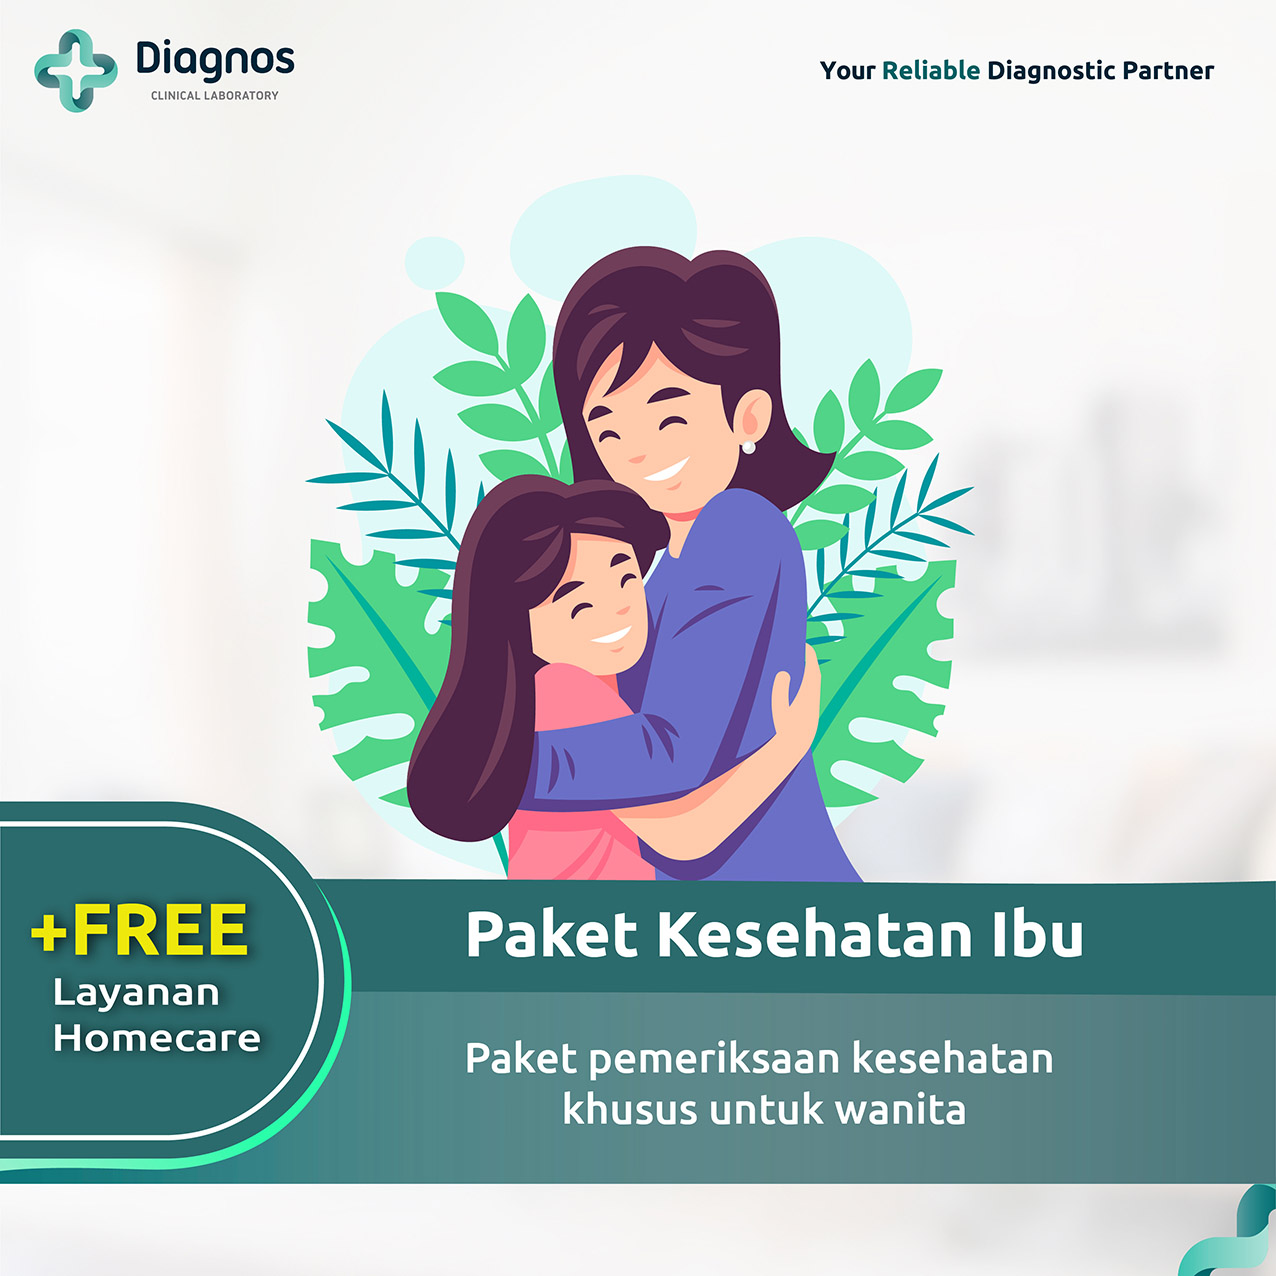 Diagnos
CLINICAL LABORATORY
Your Reliable Diagnostic Partner
+FREE
Layanan
Homecare
Paket Kesehatan Ibu
Paket pemeriksaan kesehatan
khusus untuk wanita